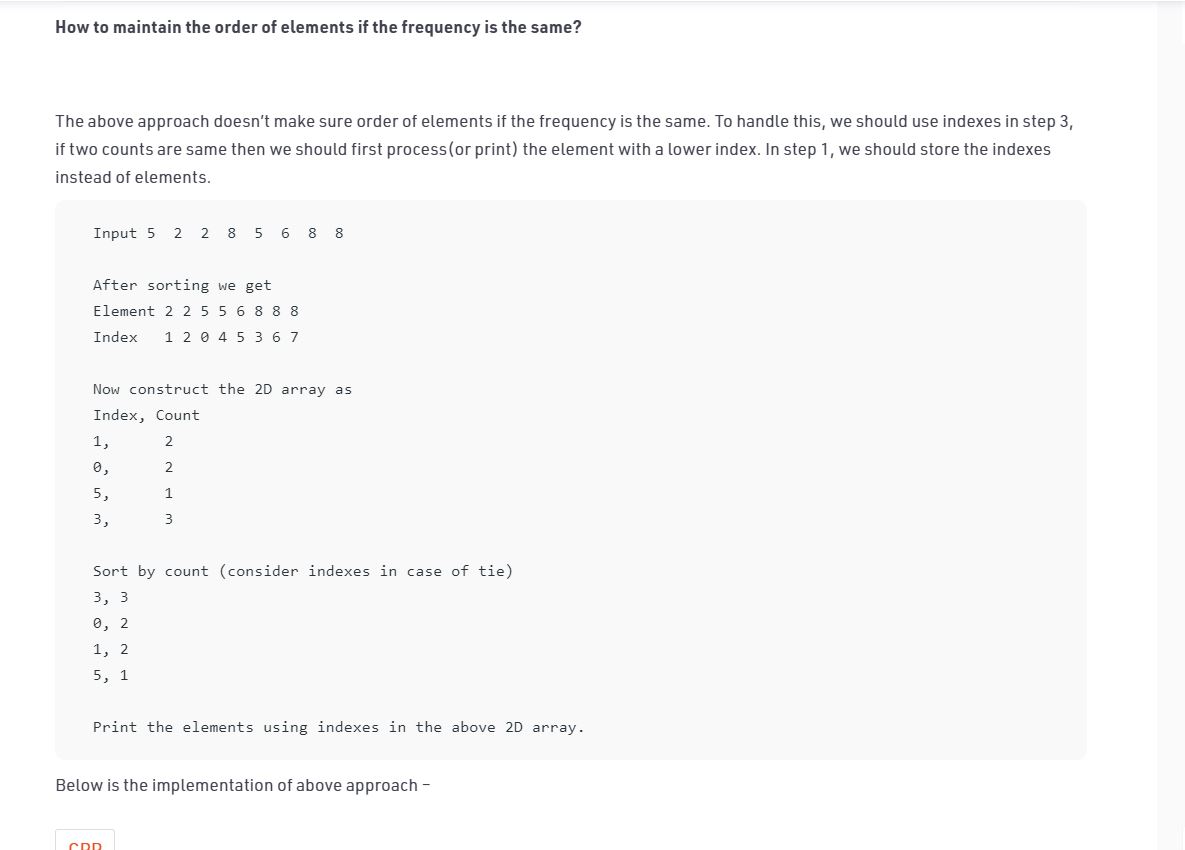 How to maintain the order of elements if the frequency is the same?
The above approach doesn’t make sure order of elements if the frequency is the same. To handle this, we should use indexes in step 3,
if two counts are same then we should first process(or print) the element with a lower index. In step 1, we should store the indexes
instead of elements.
Input 5  2  2  8  5  6  8  8
After sorting we get
Element 2 2 5 5 6 8 8 8
Index   1 2 0 4 5 3 6 7
Now construct the 2D array as
Index, Count
1,      2
0,      2
5,      1
3,      3
Sort by count (consider indexes in case of tie)
3, 3
0, 2
1, 2
5, 1
Print the elements using indexes in the above 2D array.
Below is the implementation of above approach –
CPP